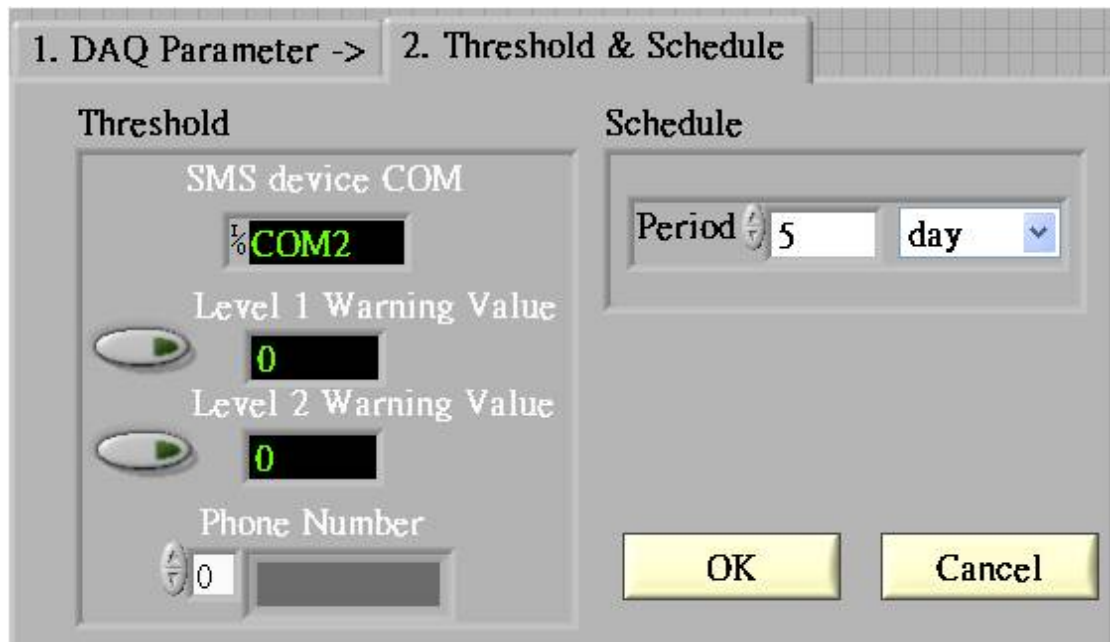 1. DAQ Parameter -> 2. Threshold & Schedule
Threshold
SMS device COM
I/O COM2
Level 1 Warning Value
0
Level 2 Warning Value
0
Phone Number
0
Schedule
Period 5 day
OK Cancel